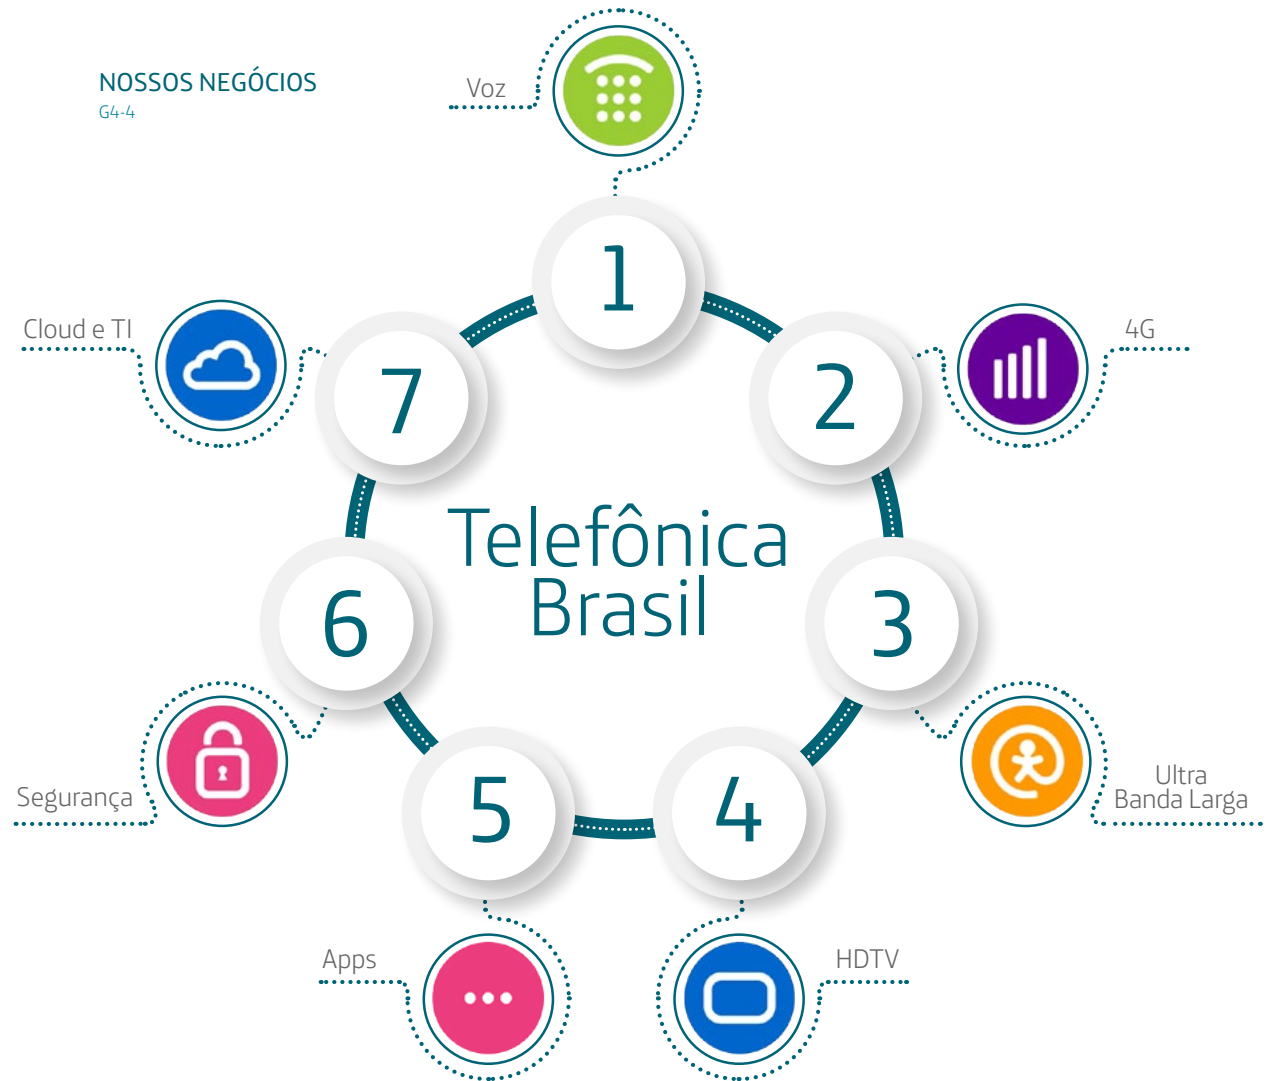 NOSSOS NEGÓCIOS
G4-4
Voz
1
Cloud e TI
7
2
4G
Telefônica
Brasil
6
3
Segurança
5
4
Ultra
Banda Larga
Apps
HDTV